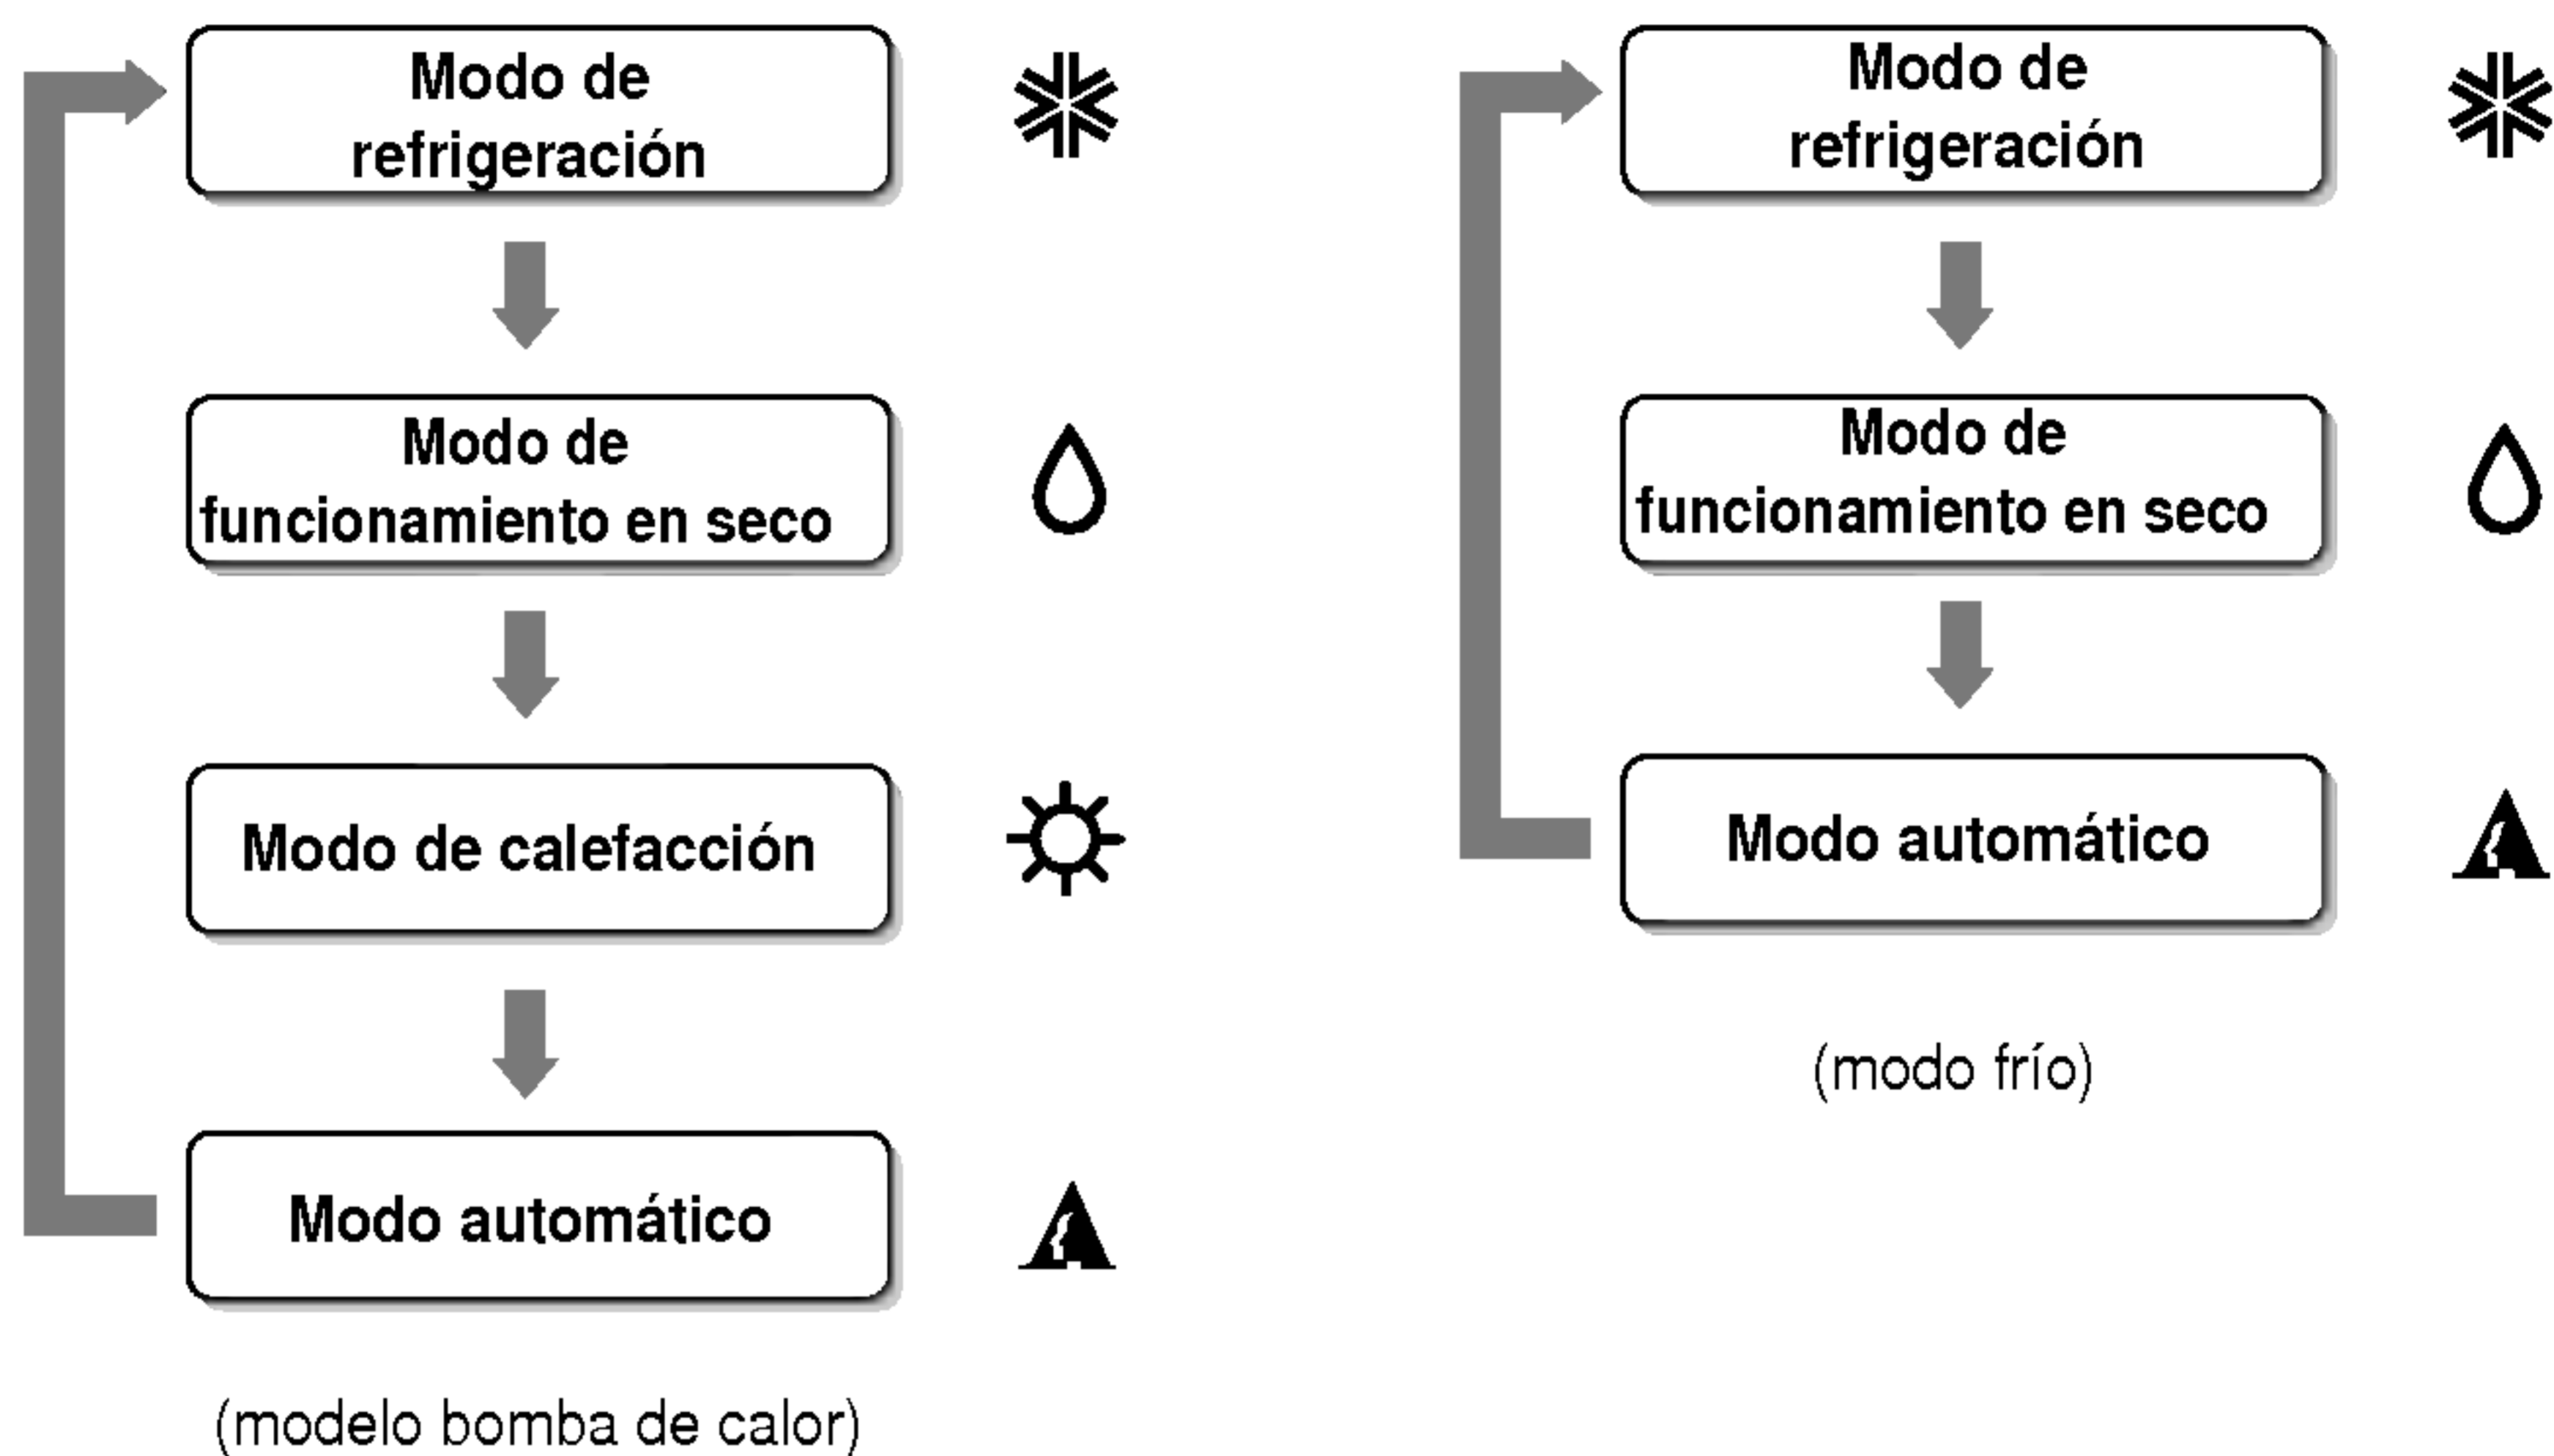 Modo de
refrigeración
Modo de
funcionamiento en seco
Modo de calefacción
Modo automático
(modelo bomba de calor)
Modo de
refrigeración
Modo de
funcionamiento en seco
Modo automático
(modo frío)